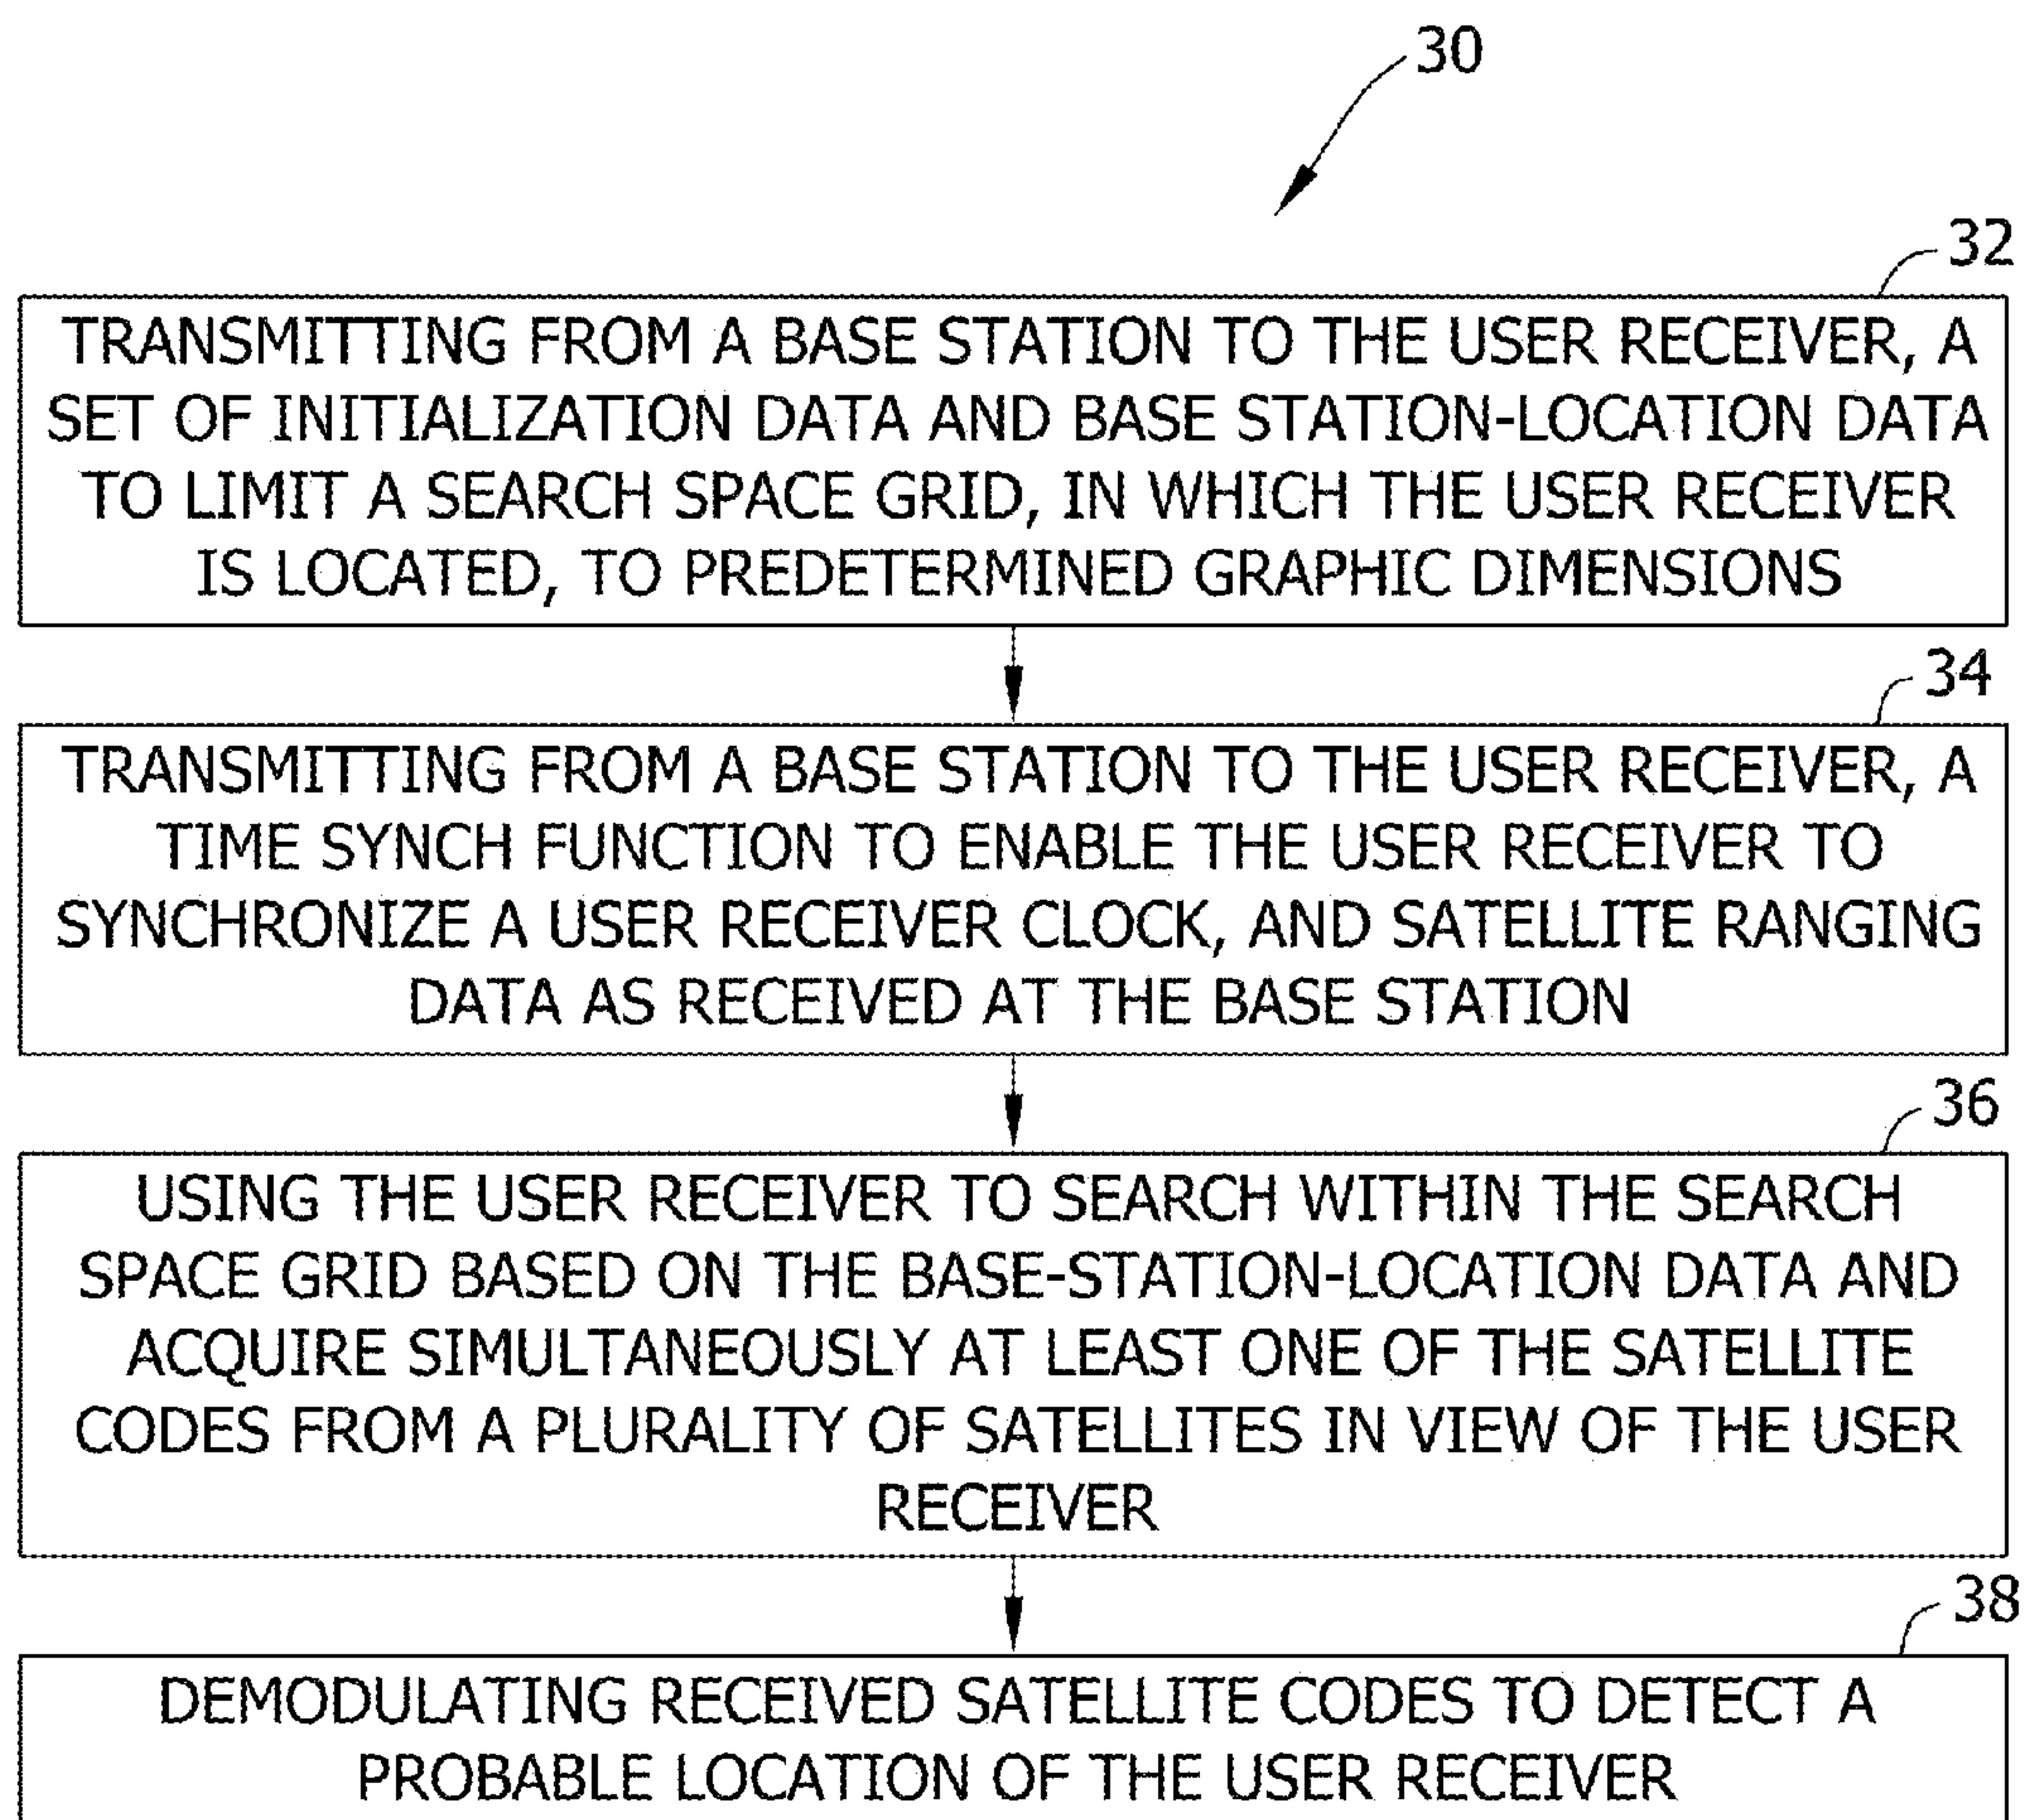 30
32
TRANSMITTING FROM A BASE STATION TO THE USER RECEIVER, A
SET OF INITIALIZATION DATA AND BASE STATION-LOCATION DATA
TO LIMIT A SEARCH SPACE GRID, IN WHICH THE USER RECEIVER
IS LOCATED, TO PREDETERMINED GRAPHIC DIMENSIONS
34
TRANSMITTING FROM A BASE STATION TO THE USER RECEIVER, A
TIME SYNCH FUNCTION TO ENABLE THE USER RECEIVER TO
SYNCHRONIZE A USER RECEIVER CLOCK, AND SATELLITE RANGING
DATA AS RECEIVED AT THE BASE STATION
36
USING THE USER RECEIVER TO SEARCH WITHIN THE SEARCH
SPACE GRID BASED ON THE BASE-STATION-LOCATION DATA AND
ACQUIRE SIMULTANEOUSLY AT LEAST ONE OF THE SATELLITE
CODES FROM A PLURALITY OF SATELLITES IN VIEW OF THE USER
RECEIVER
38
DEMODULATING RECEIVED SATELLITE CODES TO DETECT A
PROBABLE LOCATION OF THE USER RECEIVER